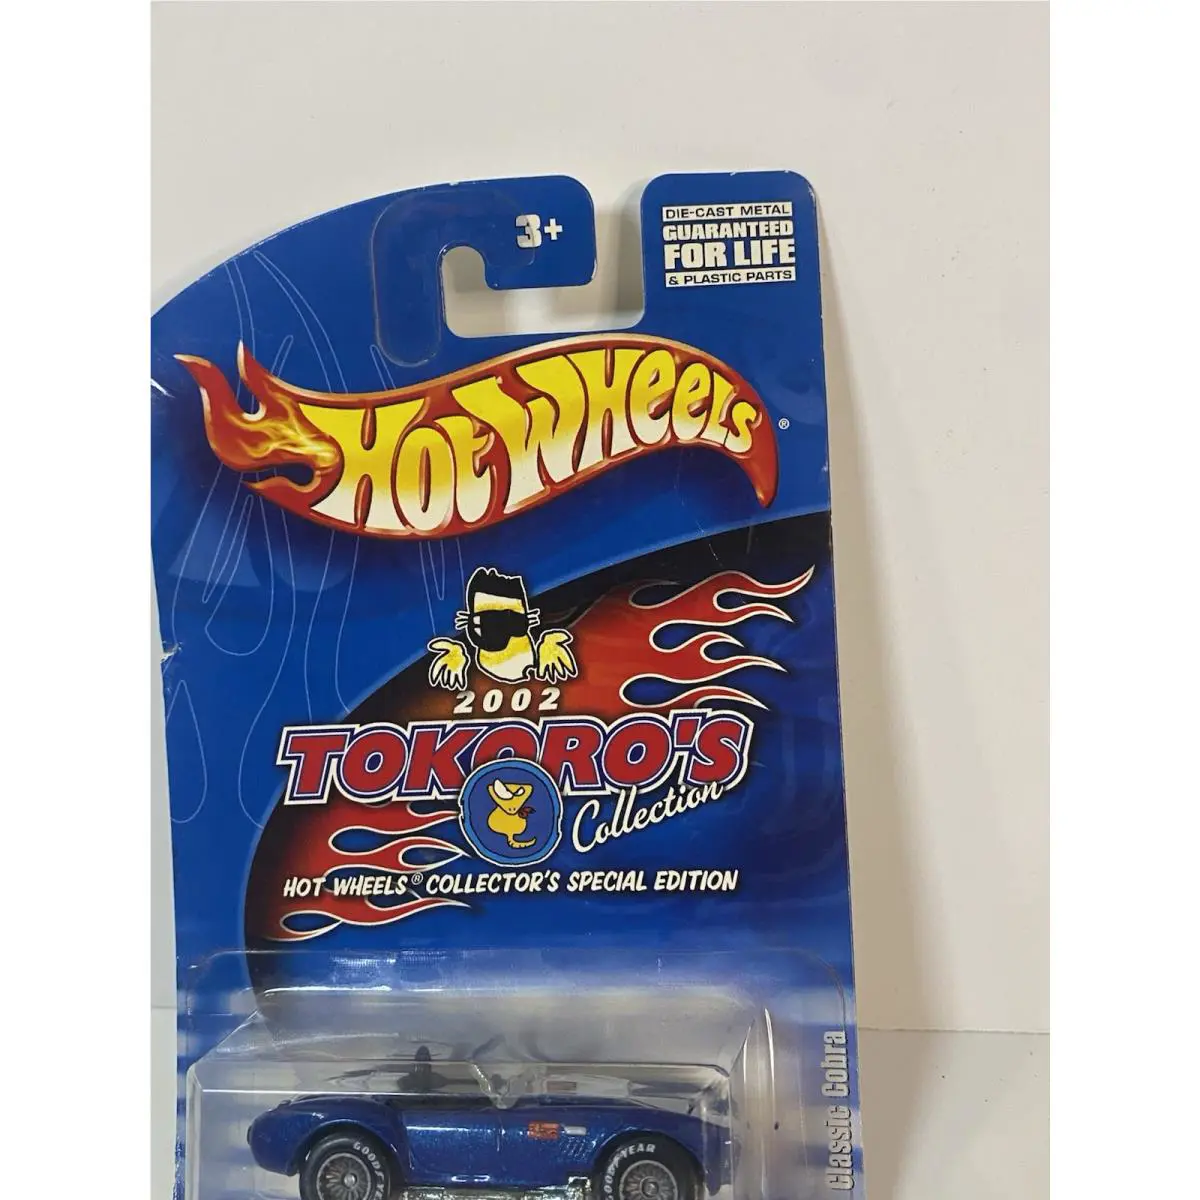 3+
DIE-CAST METAL
GUARANTEED
FOR LIFE
& PLASTIC PARTS
HOT WHEELS®
2002
TOKORO'S
Collection
HOT WHEELS® COLLECTOR'S SPECIAL EDITION
Classic Cobra
GOODYEAR
GOODYEAR